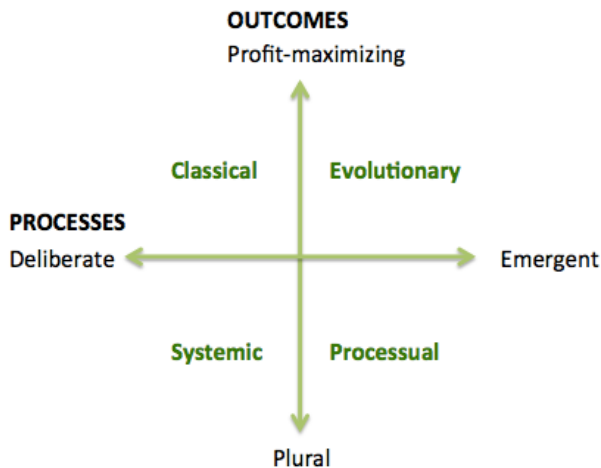 OUTCOMES
Profit-maximizing
Classical
Evolutionary
PROCESSES
Deliberate
Emergent
Systemic
Processual
Plural